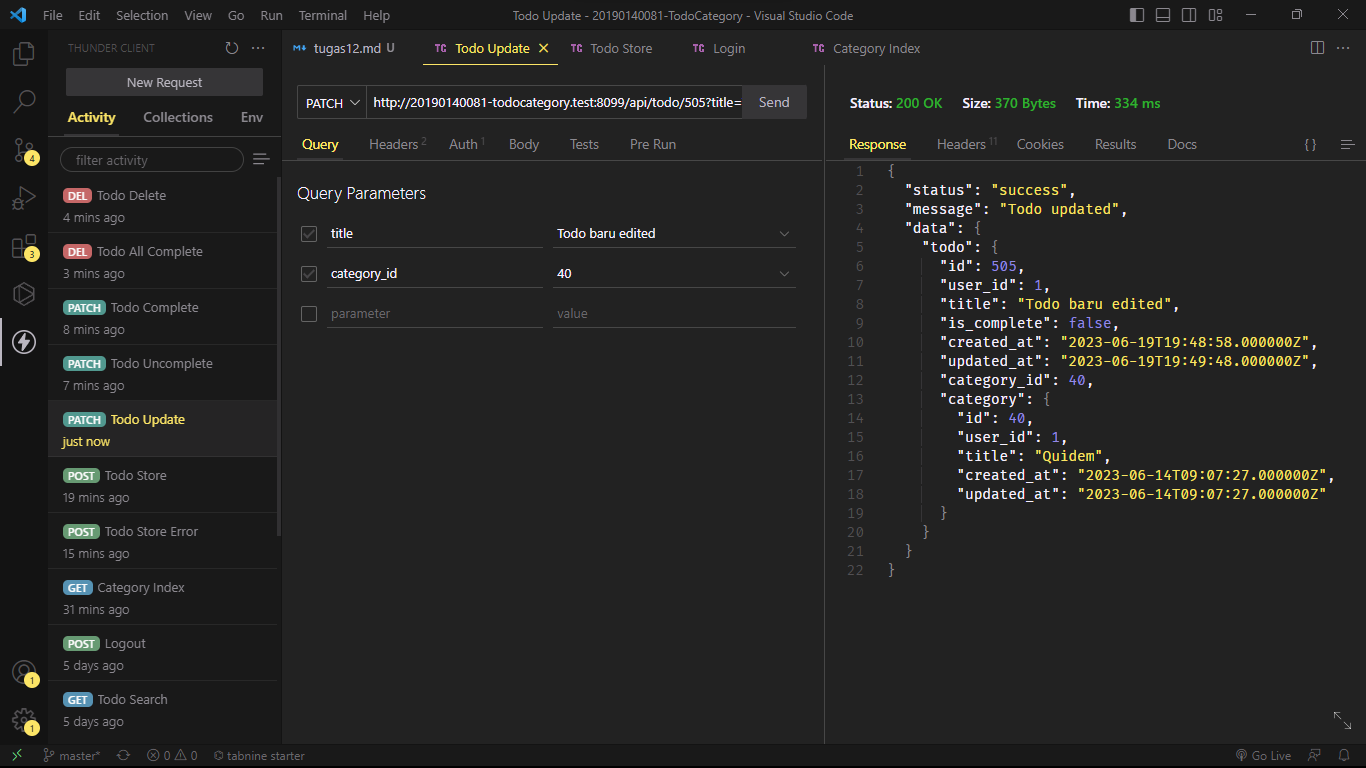 File Edit Selection View Go Run Terminal Help
Todo Update - 20190140081-TodoCategory - Visual Studio Code
THUNDER CLIENT
New Request
Activity Collections Env
filter activity
DEL Todo Delete
4 mins ago
DEL Todo All Complete
3 mins ago
PATCH Todo Complete
8 mins ago
PATCH Todo Uncomplete
7 mins ago
PATCH Todo Update
just now
POST Todo Store
19 mins ago
POST Todo Store Error
15 mins ago
GET Category Index
31 mins ago
POST Logout
5 days ago
GET Todo Search
5 days ago
4
3
1
1
M↓ tugas12.md U
TC Todo Update
TC Todo Store
TC Login
TC Category Index
PATCH http://20190140081-todocategory.test:8099/api/todo/505?title= Send
Query Headers 2 Auth 1 Body Tests Pre Run
Query Parameters
title Todo baru edited
category_id 40
parameter value
Status: 200 OK Size: 370 Bytes Time: 334 ms
Response Headers 11 Cookies Results Docs {}
1 {
2 "status": "success",
3 "message": "Todo updated",
4 "data": {
5 "todo": {
6 "id": 505,
7 "user_id": 1,
8 "title": "Todo baru edited",
9 "is_complete": false,
10 "created_at": "2023-06-19T19:48:58.000000Z",
11 "updated_at": "2023-06-19T19:49:48.000000Z",
12 "category_id": 40,
13 "category": {
14 "id": 40,
15 "user_id": 1,
16 "title": "Quidem",
17 "created_at": "2023-06-14T09:07:27.000000Z",
18 "updated_at": "2023-06-14T09:07:27.000000Z"
19 }
20 }
21 }
22 }
master* 0 0 tabnine starter Go Live